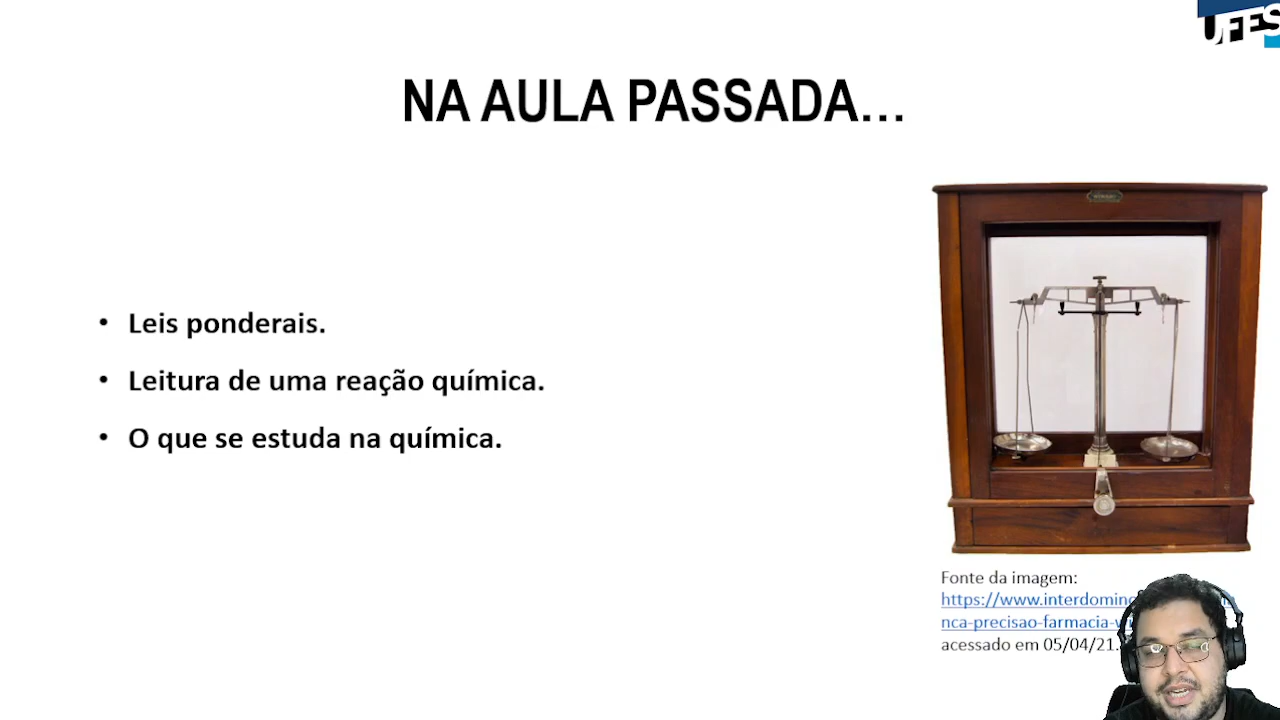 UFES
NA AULA PASSADA...
• Leis ponderais.
• Leitura de uma reação química.
• O que se estuda na química.
Fonte da imagem:
https://www.interdoming
nca-precisao-farmacia-w
acessado em 05/04/21.